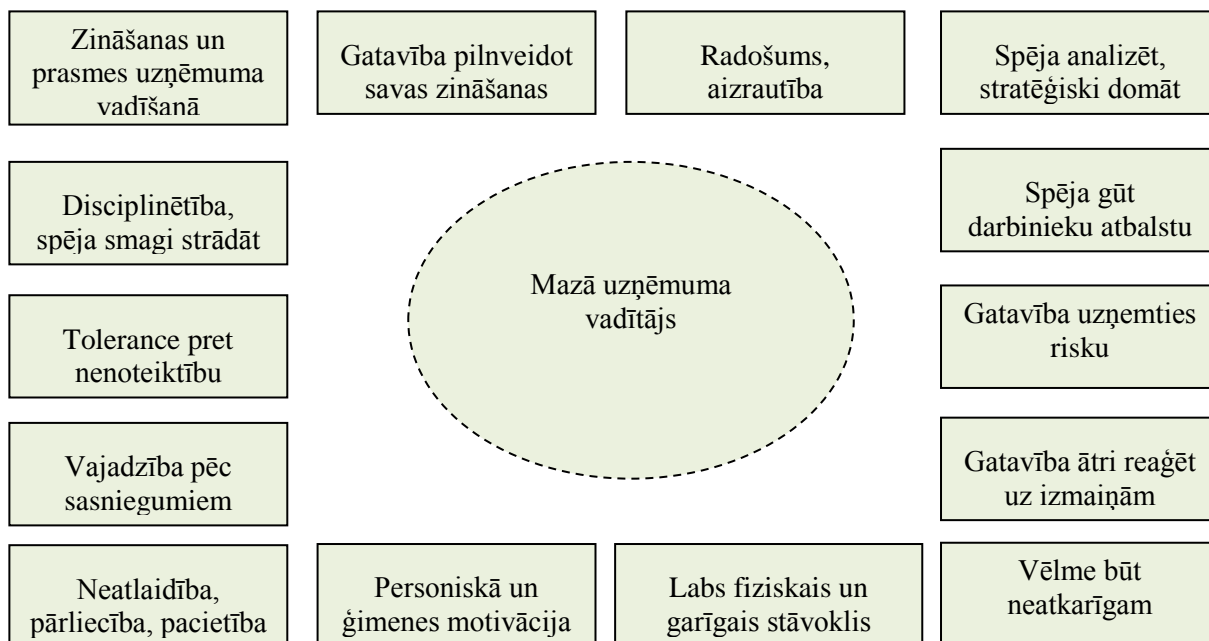 Zināšanas un
prasmes uzņēmuma
vadīšanā
Gatavība pilnveidot
savas zināšanas
Radošums,
aizrautība
Spēja analizēt,
stratēģiski domāt
Disciplinētība,
spēja smagi strādāt
Spēja gūt
darbinieku atbalstu
Mazā uzņēmuma
vadītājs
Tolerance pret
nenoteiktību
Gatavība uzņemties
risku
Vajadzība pēc
sasniegumiem
Gatavība ātri reaģēt
uz izmaiņām
Neatlaidība,
pārliecība, pacietība
Personiskā un
ģimenes motivācija
Labs fiziskais un
garīgais stāvoklis
Vēlme būt
neatkarīgam